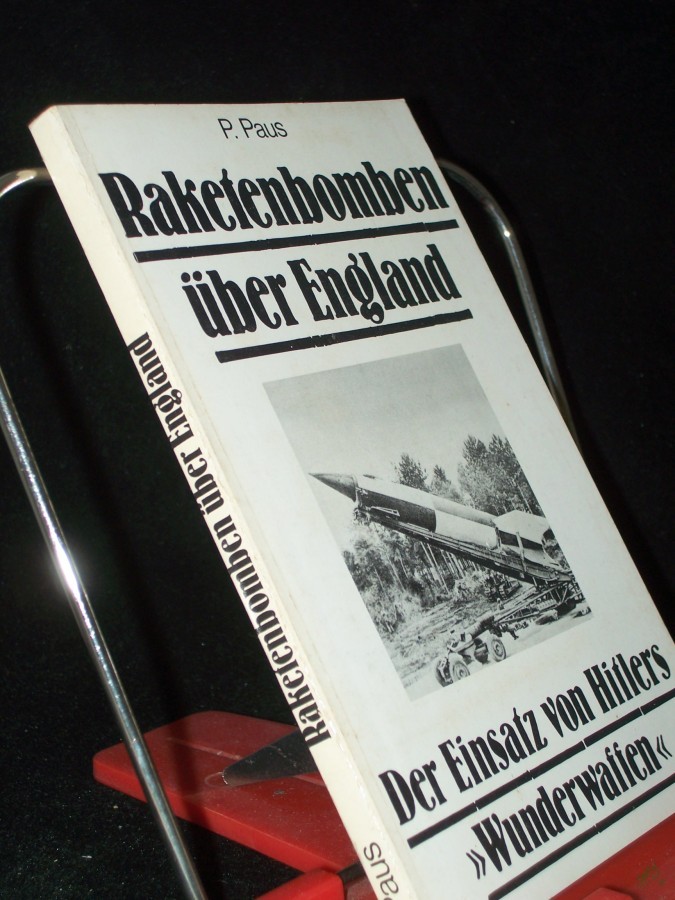 P. Paus
Raketenbomben
über England
Der Einsatz von Hitlers
»Wunderwaffen«
Raketenbomben über England
Paus